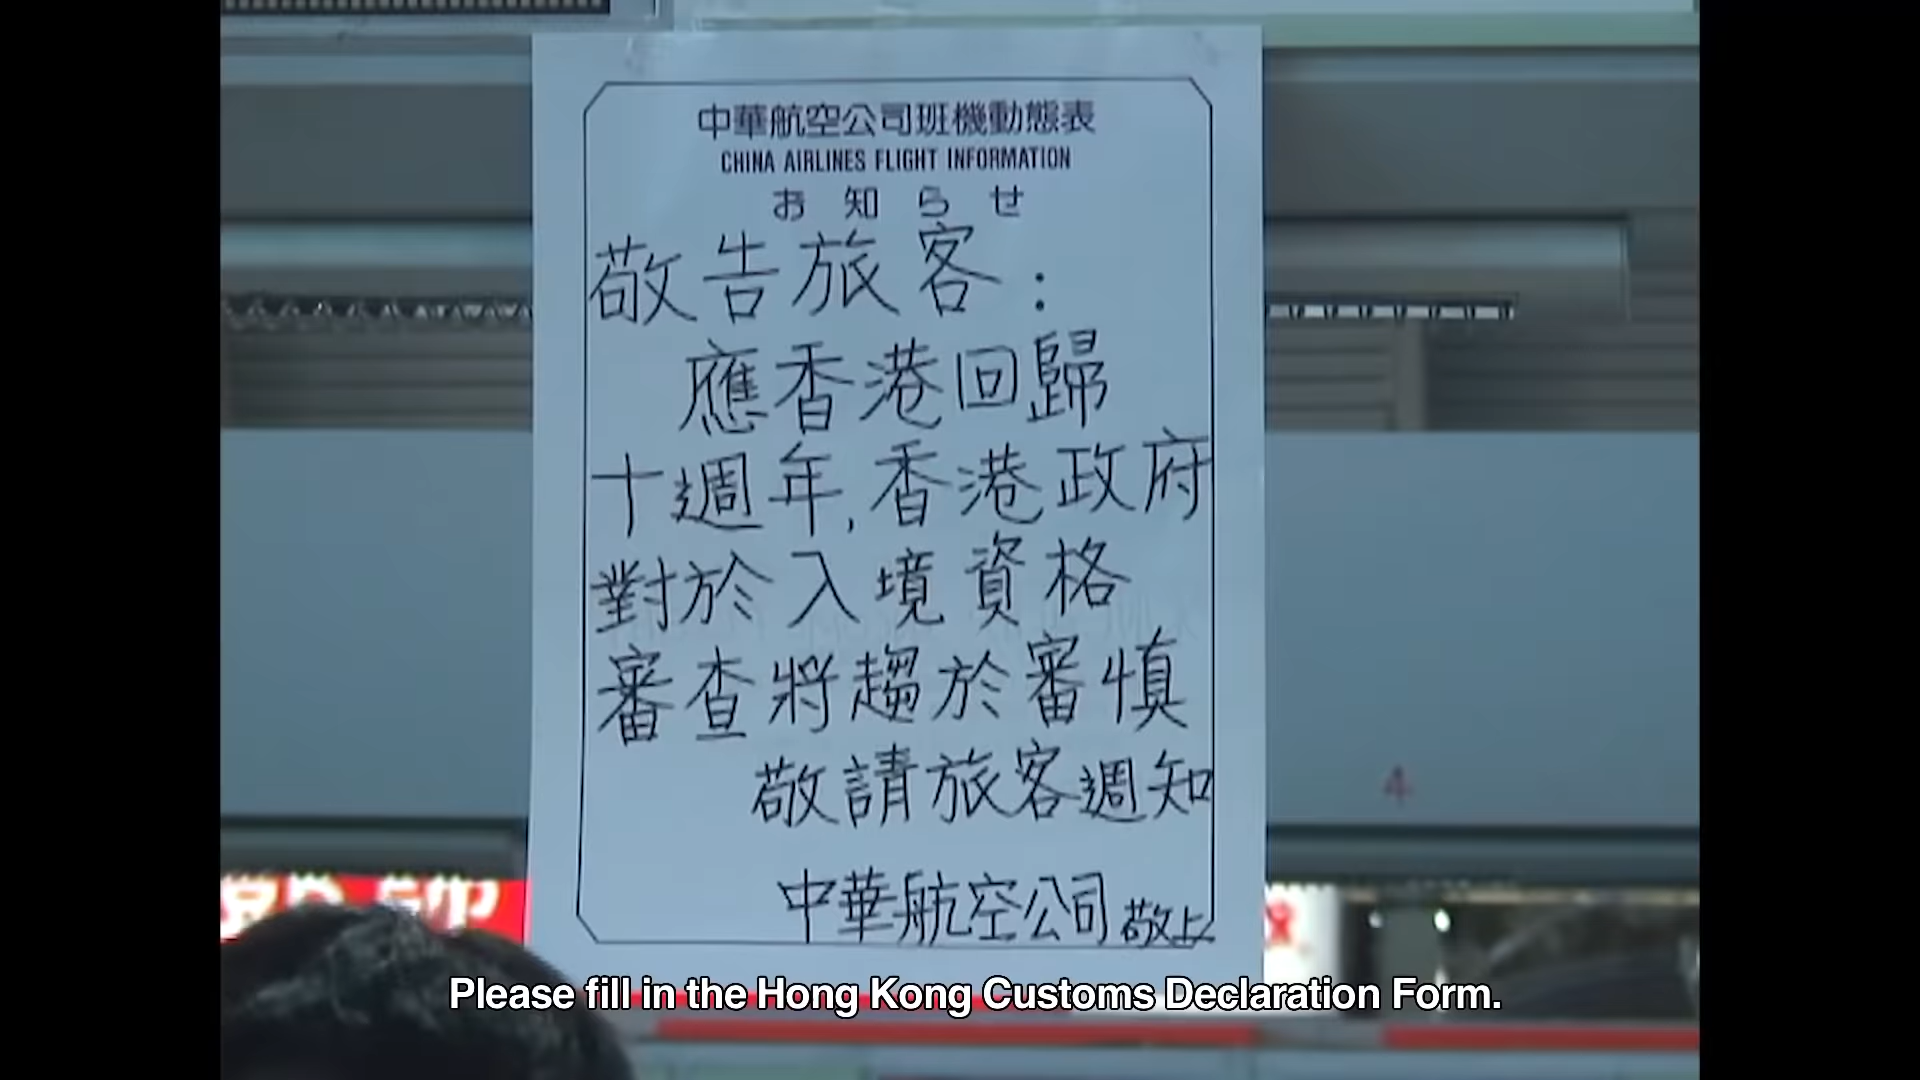 中華航空公司班機動態表
CHINA AIRLINES FLIGHT INFORMATION
お知らせ
敬告旅客：
應香港回歸
十週年,香港政府
對於入境資格
審查將趨於審慎
敬請旅客週知
中華航空公司敬上
4
Please fill in the Hong Kong Customs Declaration Form.